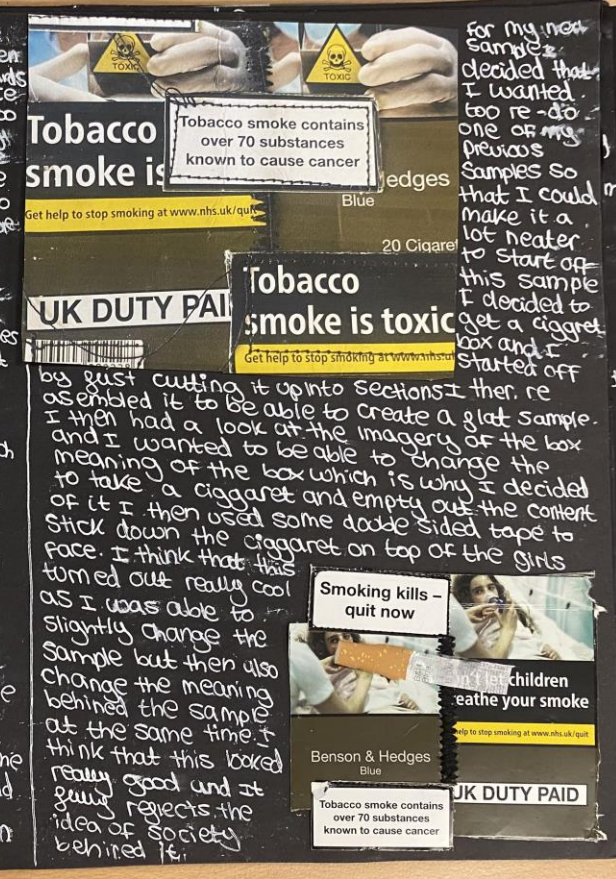 TOXIC
TOXIC
Tobacco
smoke is
Tobacco smoke contains
over 70 substances
known to cause cancer
edges
Blue
Get help to stop smoking at www.nhs.uk/quit
20 Cigaret
UK DUTY PAI
Tobacco
smoke is toxic
Get help to stop smoking at www.nhs.uk
For my next
sample I
decided that
I wanted
too re-do
one of my
previous
samples so
that I could
make it a
lot neater
to start off
this sample
I decided to
get a ciggret
box and I
started off
by just cutting it up into sections I then re
asembled it to be able to create a flat sample.
I then had a look at the imagery of the box
and I wanted to be able to change the
meaning of the box which is why I decided
to take a ciggaret and empty out the content
of it I then used some double sided tape to
stick down the ciggaret on top of the girls
face. I think that this
turned out really cool
as I was able to
slightly change the
sample but then also
change the meaning
behind the sample
at the same time. I
think that this looked
really good and it
fully reflects the
idea of society
behined it.
Smoking kills –
quit now
n't let children
eathe your smoke
elp to stop smoking at www.nhs.uk/quit
Benson & Hedges
Blue
UK DUTY PAID
Tobacco smoke contains
over 70 substances
known to cause cancer